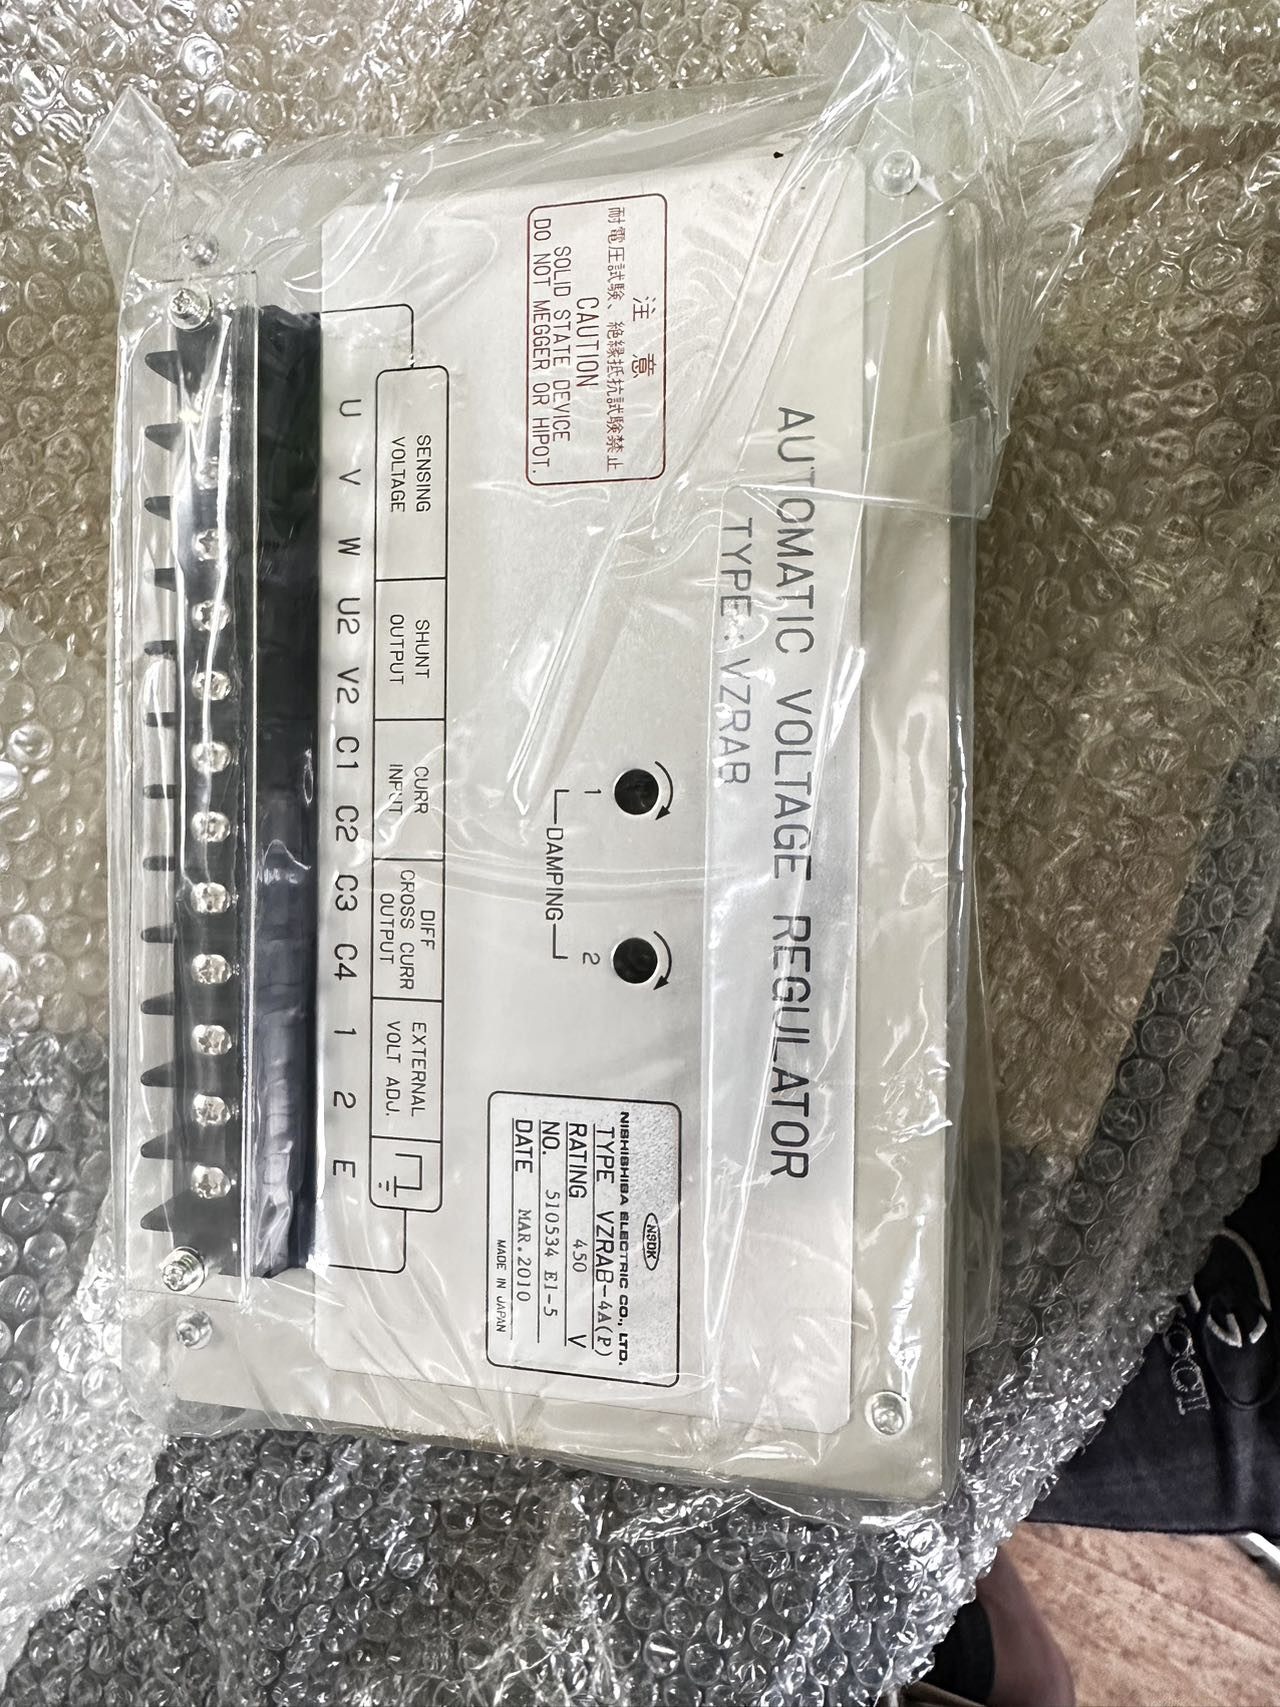 AUTOMATIC VOLTAGE REGULATOR
TYPE : VZRAB
注 意
耐電圧試験、絶縁抵抗試験禁止
CAUTION
SOLID STATE DEVICE
DO NOT MEGGER OR HIPOT.
1 2
DAMPING
NSDK
NISHISHIBA ELECTRIC CO., LTD.
TYPE VZRAB-4A(P)
RATING 450 V
NO. 510534 E1-5
DATE MAR.2010
MADE IN JAPAN
SENSING
VOLTAGE
SHUNT
OUTPUT
CURR
INPUT
DIFF
CROSS CURR
OUTPUT
EXTERNAL
VOLT ADJ.
U V W U2 V2 C1 C2 C3 C4 1 2 E